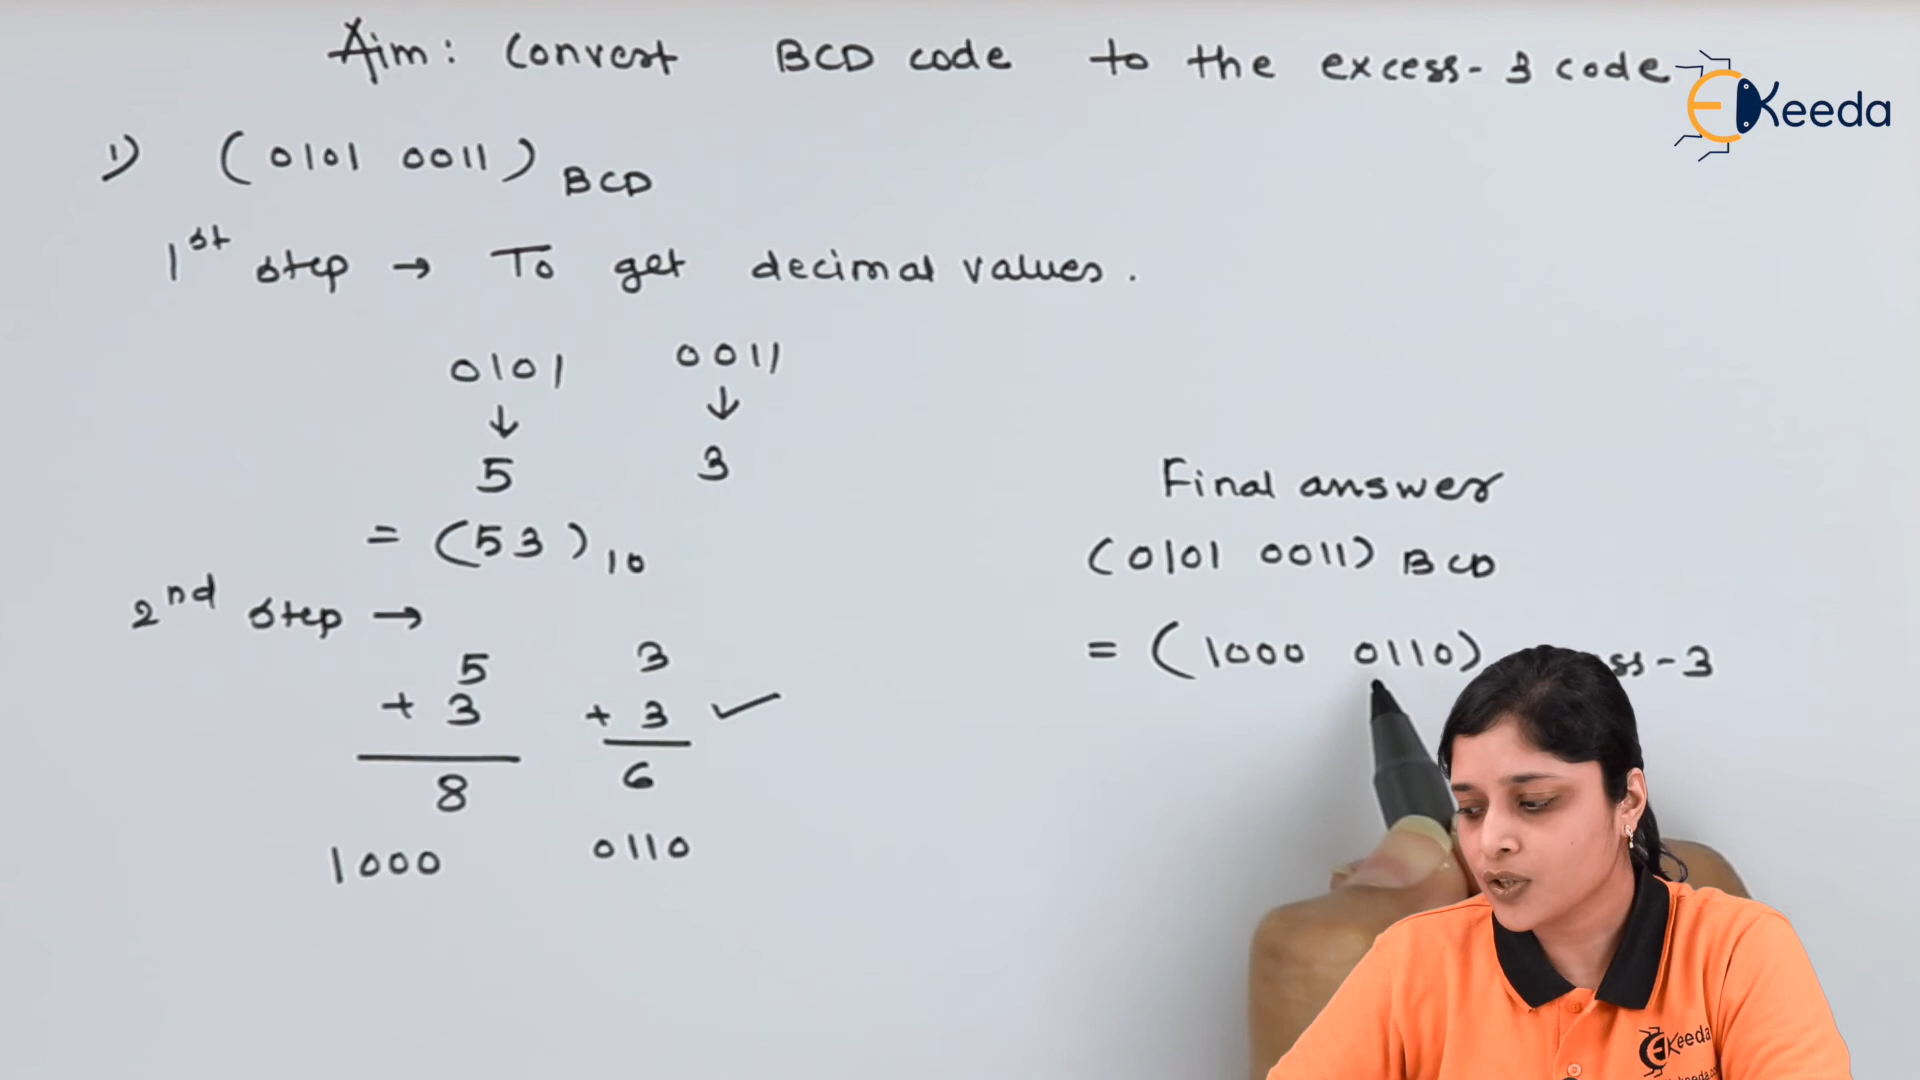 Aim: Convert BCD code to the excess-3 code
EKeeda
1) (0101 0011) BCD
1st step → To get decimal values.
0101 0011
↓ ↓
5 3
= (53)10
2nd step →
5 3
+ 3 + 3 ✓
8 6
1000 0110
Final answer
(0101 0011) BCD
= (1000 0110) ss-3
EKeeda